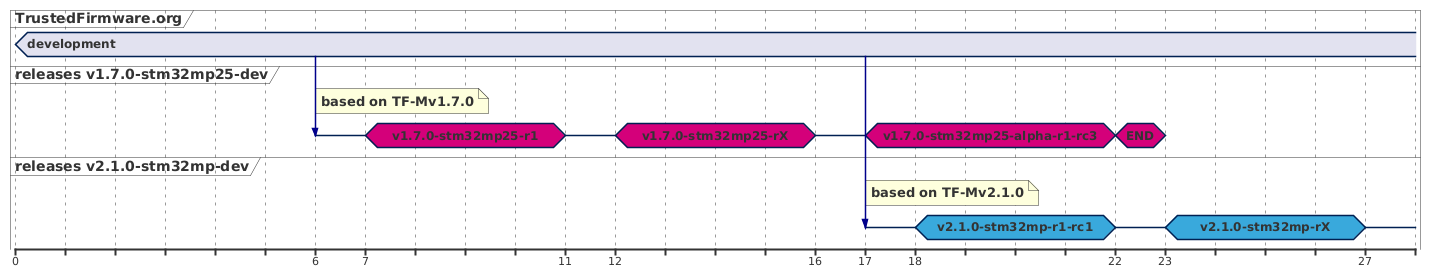 TrustedFirmware.org
development
releases v1.7.0-stm32mp25-dev
based on TF-Mv1.7.0
v1.7.0-stm32mp25-r1 v1.7.0-stm32mp25-rX v1.7.0-stm32mp25-alpha-r1-rc3 END
releases v2.1.0-stm32mp-dev
based on TF-Mv2.1.0
v2.1.0-stm32mp-r1-rc1 v2.1.0-stm32mp-rX
0 6 7 11 12 16 17 18 22 23 27